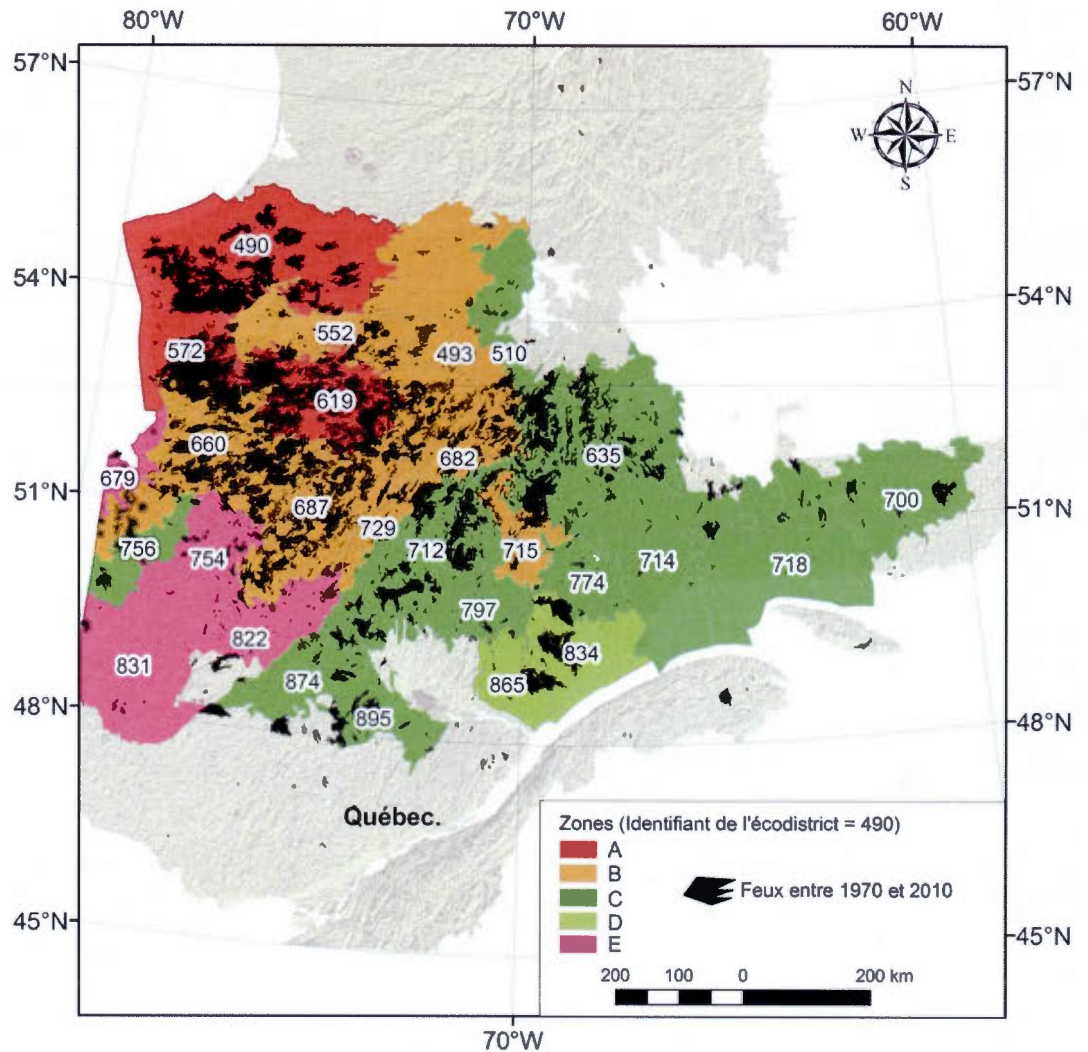 80°W 70°W 60°W
57°N 57°N
N
W E
S
490
54°N 54°N
552
572 493 510
619
660 682 635
679
51°N 687 700 51°N
729
756 754 712 715 714 718
774
797
822 834
831 874 865
48°N 895 48°N
Québec.
Zones (Identifiant de l'écodistrict = 490)
A
B
C Feux entre 1970 et 2010
D
E
45°N 45°N
200 100 0 200 km
70°W